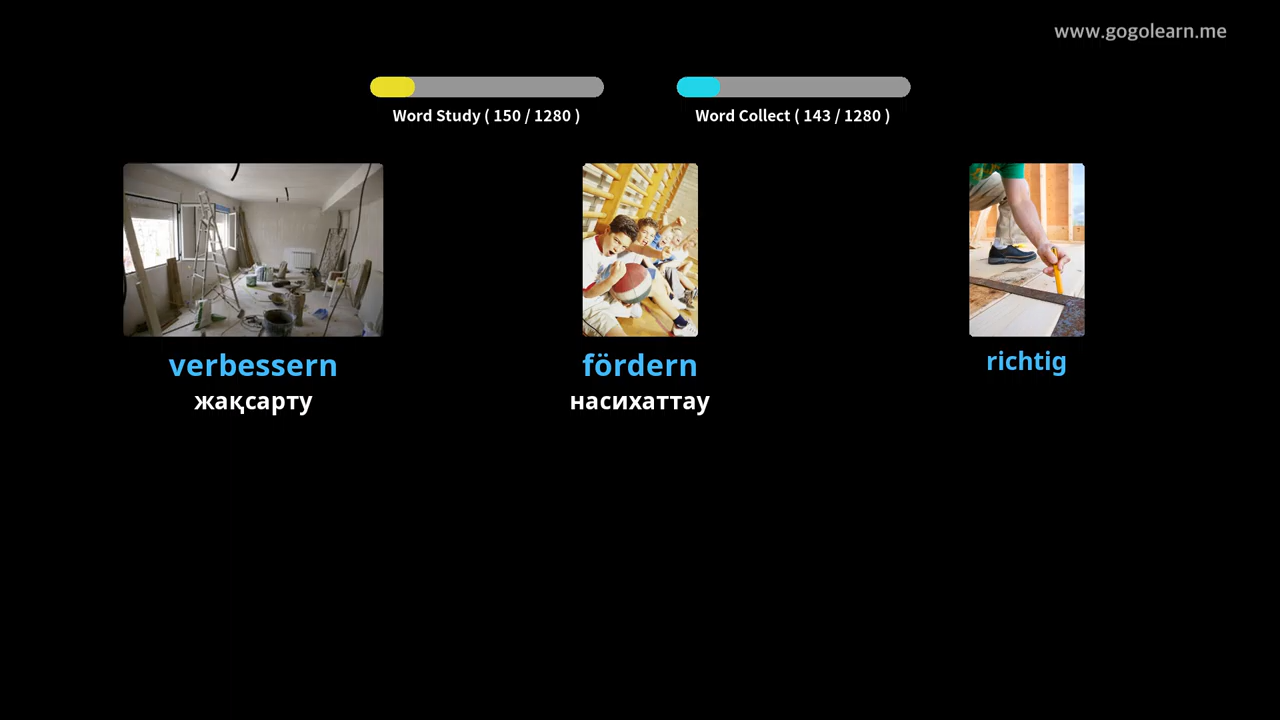 www.gogolearn.me
Word Study ( 150 / 1280 )
Word Collect ( 143 / 1280 )
verbessern
жақсарту
fördern
насихаттау
richtig